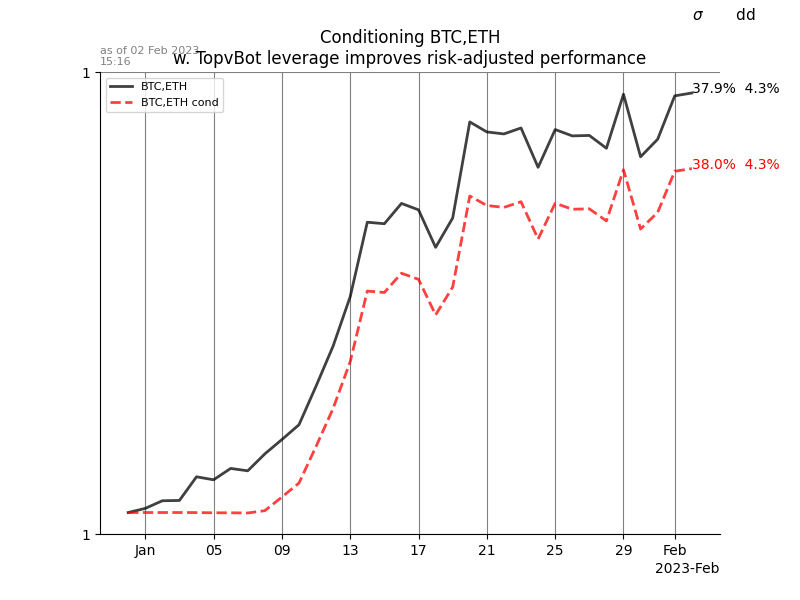 σ dd
Conditioning BTC,ETH
as of 02 Feb 2023
15:16
w. TopvBot leverage improves risk-adjusted performance
1
BTC,ETH
BTC,ETH cond
37.9% 4.3%
38.0% 4.3%
1
Jan 05 09 13 17 21 25 29 Feb
2023-Feb